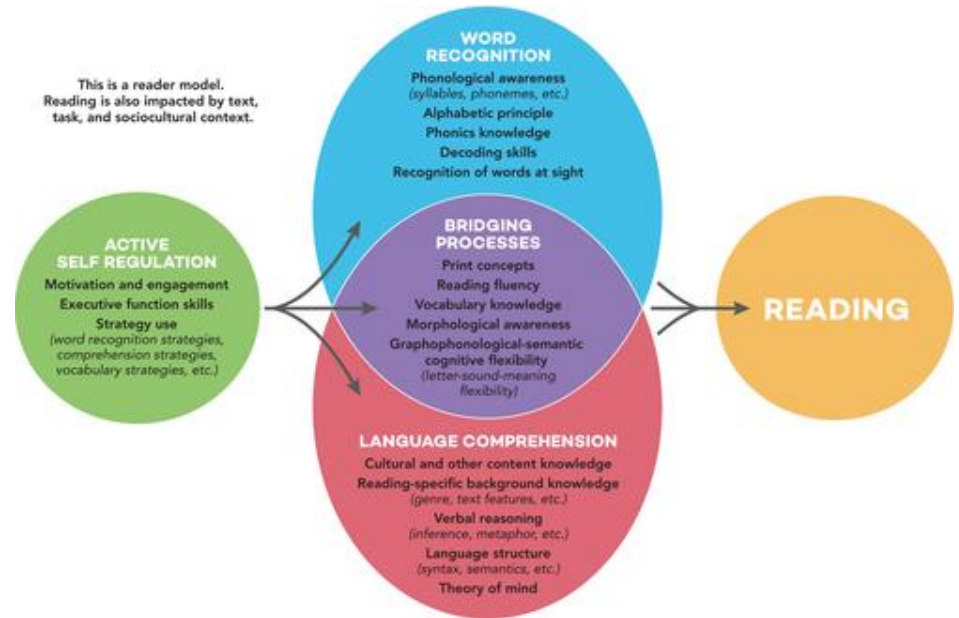 This is a reader model.
Reading is also impacted by text,
task, and sociocultural context.
ACTIVE
SELF REGULATION
Motivation and engagement
Executive function skills
Strategy use
(word recognition strategies,
comprehension strategies,
vocabulary strategies, etc.)
WORD
RECOGNITION
Phonological awareness
(syllables, phonemes, etc.)
Alphabetic principle
Phonics knowledge
Decoding skills
Recognition of words at sight
BRIDGING
PROCESSES
Print concepts
Reading fluency
Vocabulary knowledge
Morphological awareness
Graphophonological-semantic
cognitive flexibility
(letter-sound-meaning
flexibility)
LANGUAGE COMPREHENSION
Cultural and other content knowledge
Reading-specific background knowledge
(genre, text features, etc.)
Verbal reasoning
(inference, metaphor, etc.)
Language structure
(syntax, semantics, etc.)
Theory of mind
READING